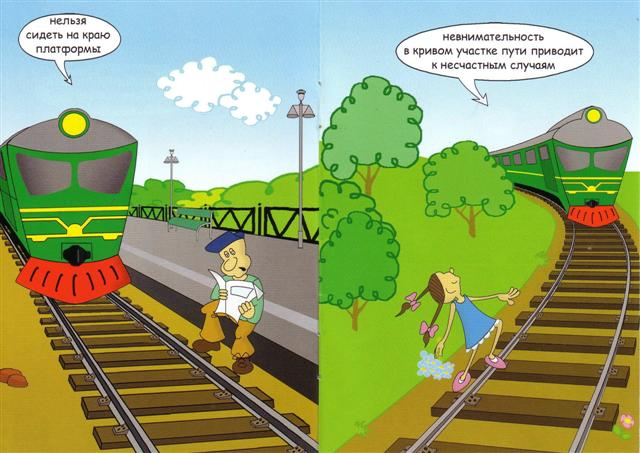 нельзя
сидеть на краю
платформы
невнимательность
в кривом участке пути приводит
к несчастным случаям